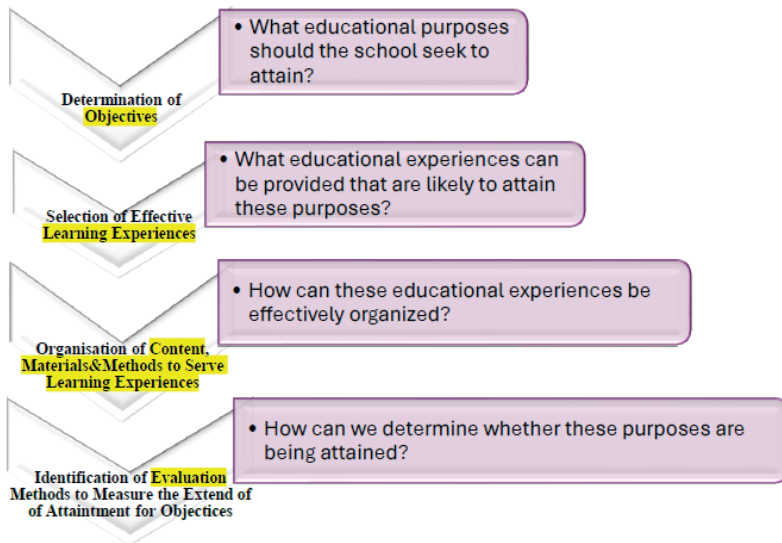 • What educational purposes
should the school seek to
attain?
Determination of
Objectives
• What educational experiences can
be provided that are likely to attain
these purposes?
Selection of Effective
Learning Experiences
• How can these educational experiences be
effectively organized?
Organisation of Content,
Materials&Methods to Serve
Learning Experiences
• How can we determine whether these purposes are
being attained?
Identification of Evaluation
Methods to Measure the Extend of
of Attaintment for Objectices